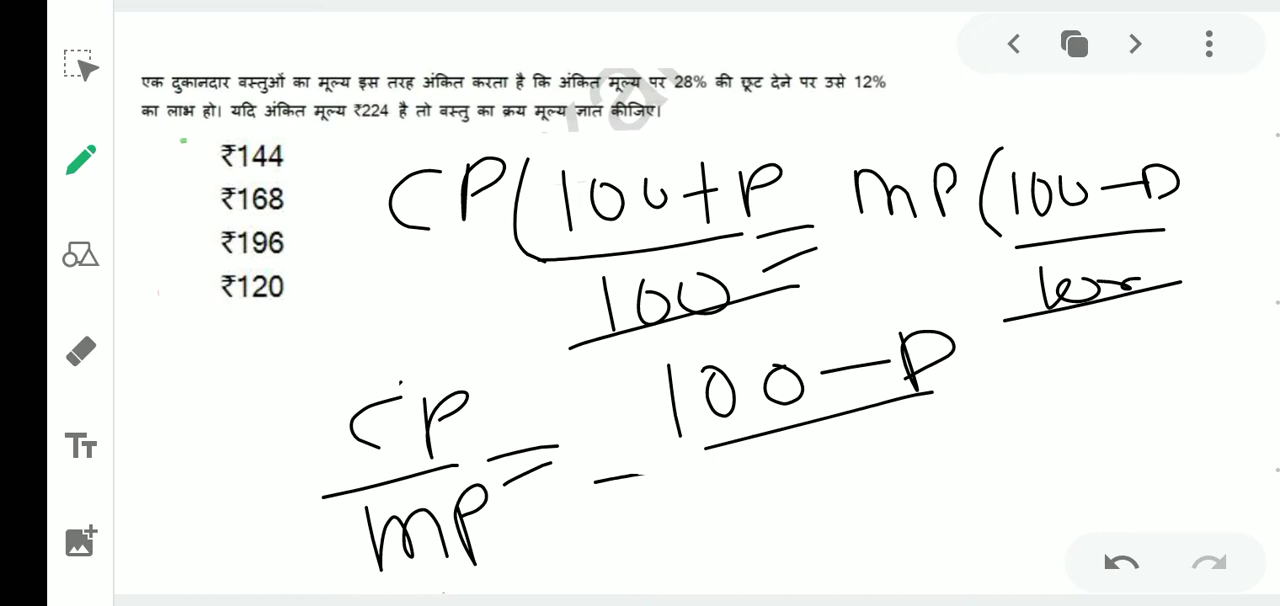 एक दुकानदार वस्तुओं का मूल्य इस तरह अंकित करता है कि अंकित मूल्य पर 28% की छूट देने पर उसे 12%
का लाभ हो। यदि अंकित मूल्य ₹224 है तो वस्तु का क्रय मूल्य ज्ञात कीजिए।
₹144
₹168
₹196
₹120
CP(100+P = MP(100-D
100 100
100-P
CP =
MP
TT